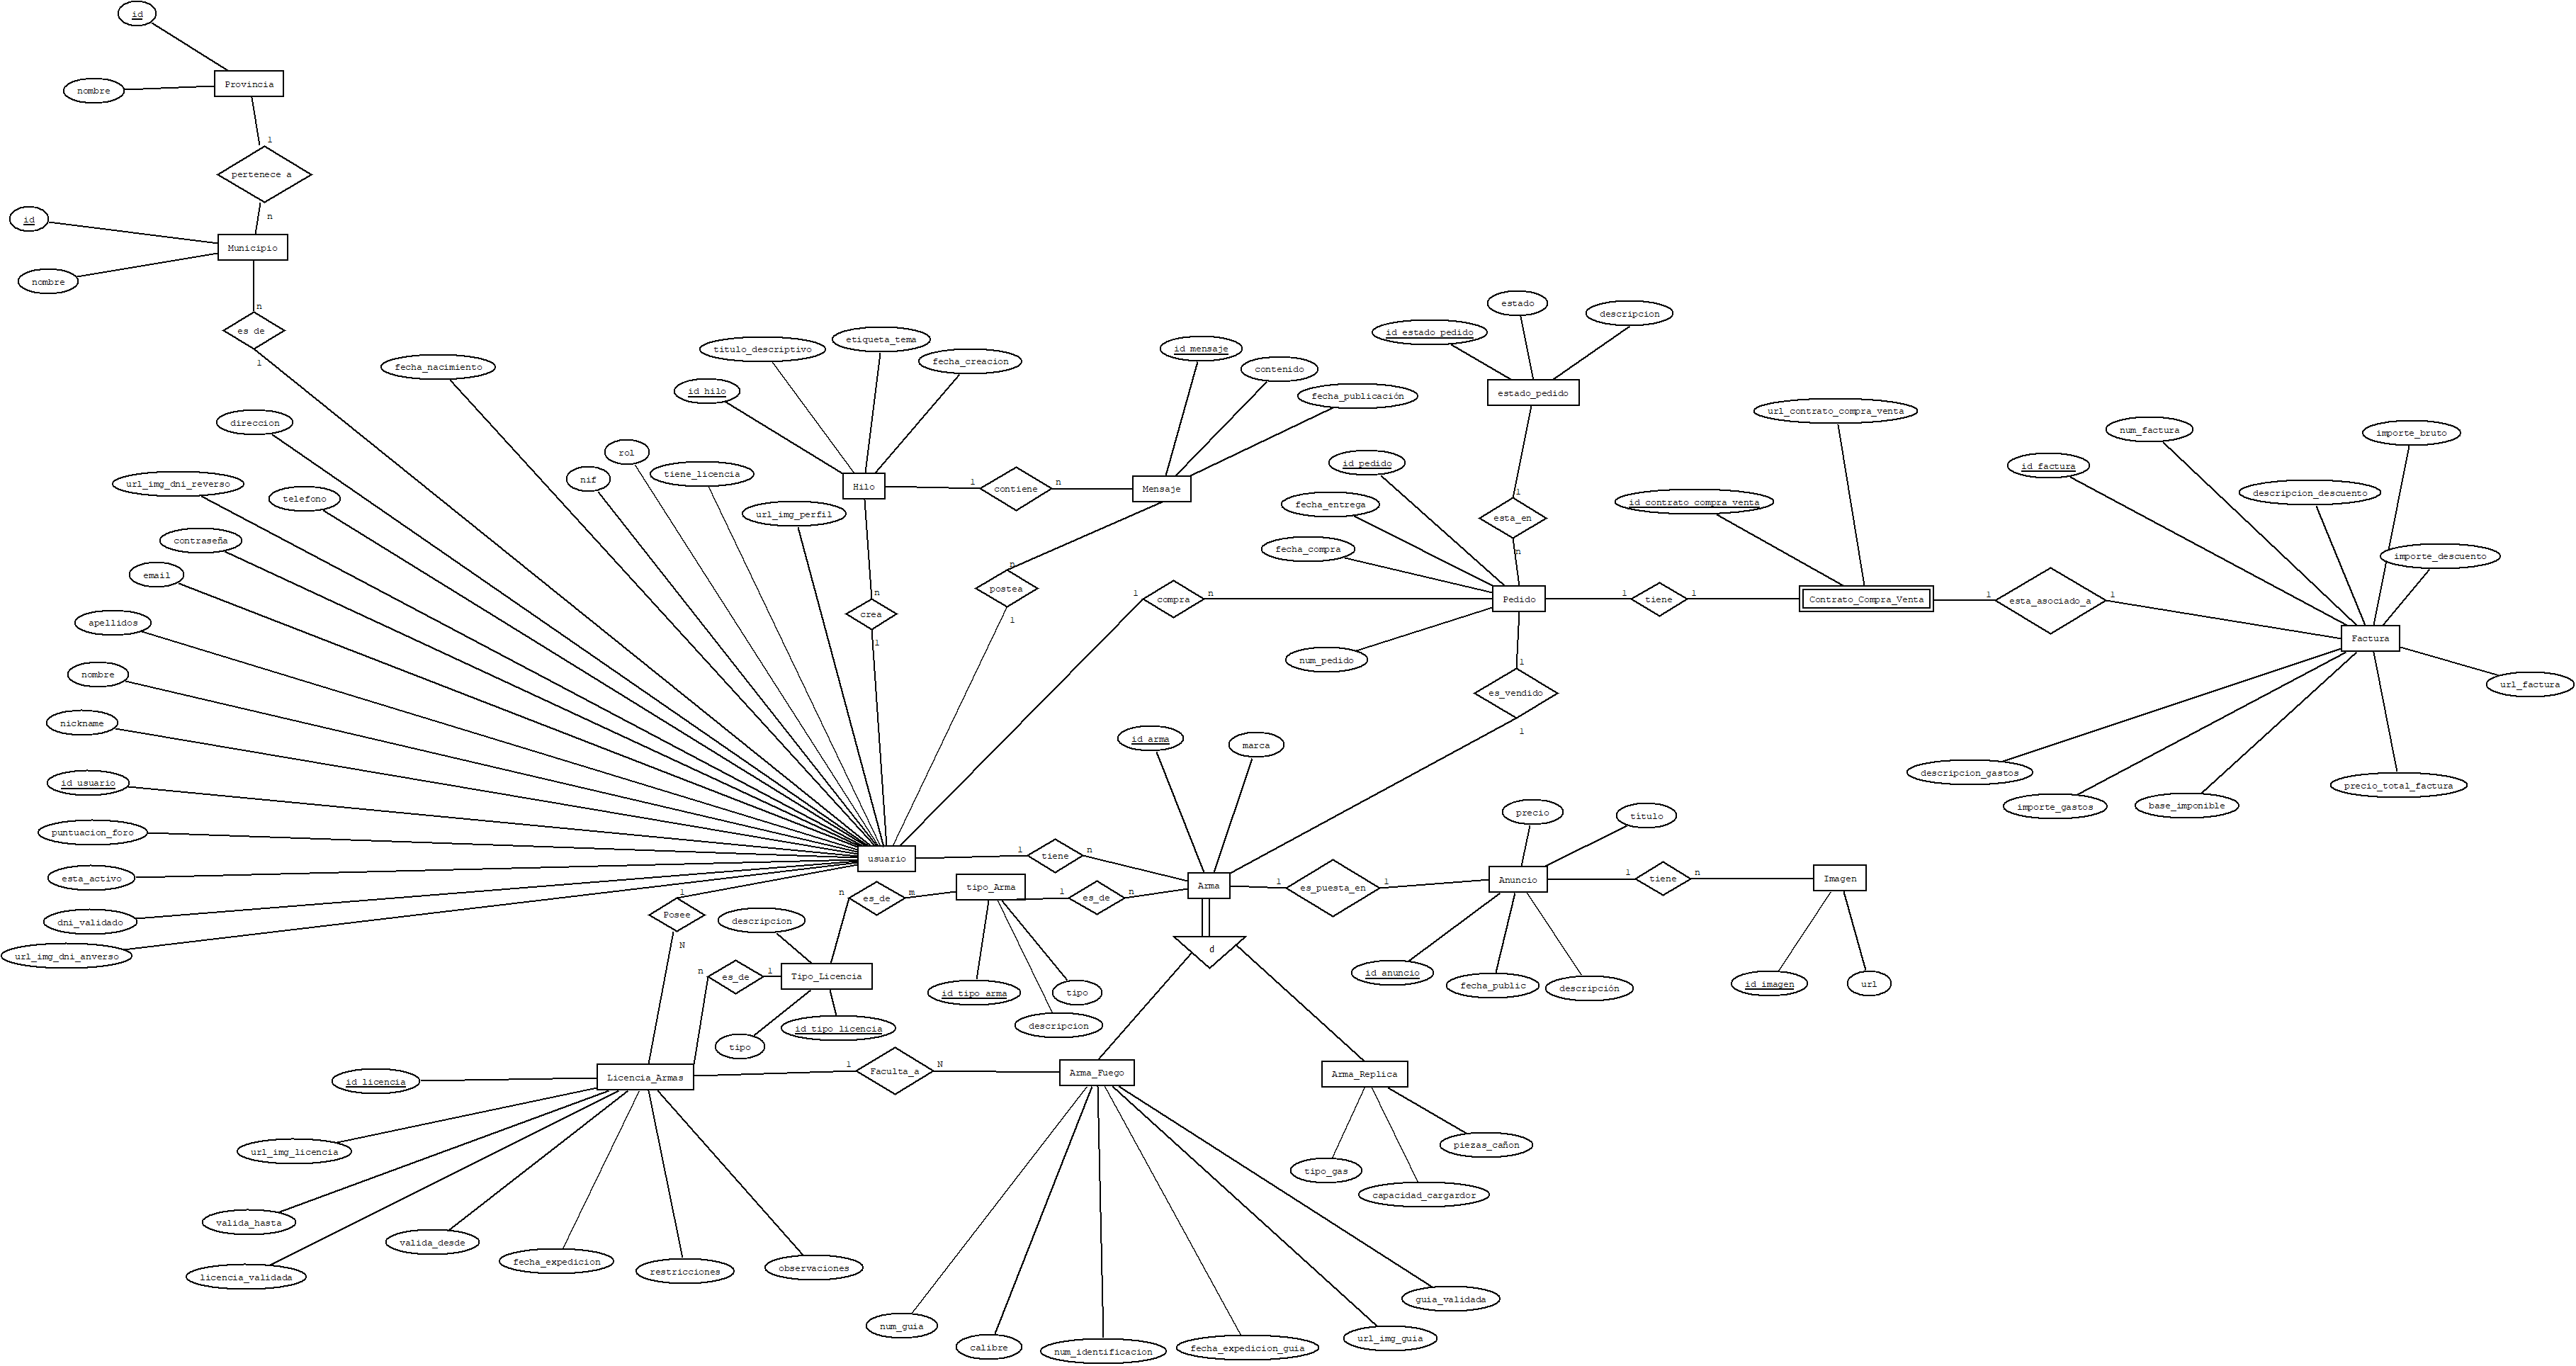 id
Provincia
nombre
1
pertenece a
n
id
Municipio
nombre
n
es de
1
fecha_nacimiento
direccion
url_img_dni_reverso
telefono
contraseña
email
apellidos
nombre
nickname
id_usuario
puntuacion_foro
esta_activo
dni_validado
url_img_dni_anverso
nif
rol
tiene_licencia
url_img_perfil
usuario
titulo_descriptivo
etiqueta_tema
fecha_creacion
id_hilo
Hilo
1
contiene
n
n
crea
1
id_mensaje
contenido
fecha_publicación
Mensaje
n
postea
1
estado
id_estado_pedido
descripcion
estado_pedido
1
esta_en
n
id_pedido
fecha_entrega
fecha_compra
1
compra
n
Pedido
num_pedido
1
tiene
1
url_contrato_compra_venta
id_contrato_compra_venta
Contrato_Compra_Venta
1
esta_asociado_a
1
num_factura
importe_bruto
id_factura
descripcion_descuento
importe_descuento
Factura
url_factura
descripcion_gastos
importe_gastos
base_imponible
precio_total_factura
1
es_vendido
1
id_arma
marca
1
tiene
n
Arma
1
es_puesta_en
1
precio
título
Anuncio
1
tiene
n
Imagen
id_anuncio
fecha_public
descripción
id_imagen
url
n
es_de
m
tipo_Arma
1
es_de
n
id_tipo_arma
tipo
descripcion
d
1
Posee
N
descripcion
n
es_de
1
Tipo_Licencia
tipo
id_tipo_licencia
id_licencia
Licencia_Armas
1
Faculta_a
N
Arma_Fuego
Arma_Replica
url_img_licencia
valida_hasta
licencia_validada
valida_desde
fecha_expedicion
restricciones
observaciones
tipo_gas
capacidad_cargardor
piezas_cañon
num_guia
calibre
num_identificacion
fecha_expedicion_guia
url_img_guia
guia_validada